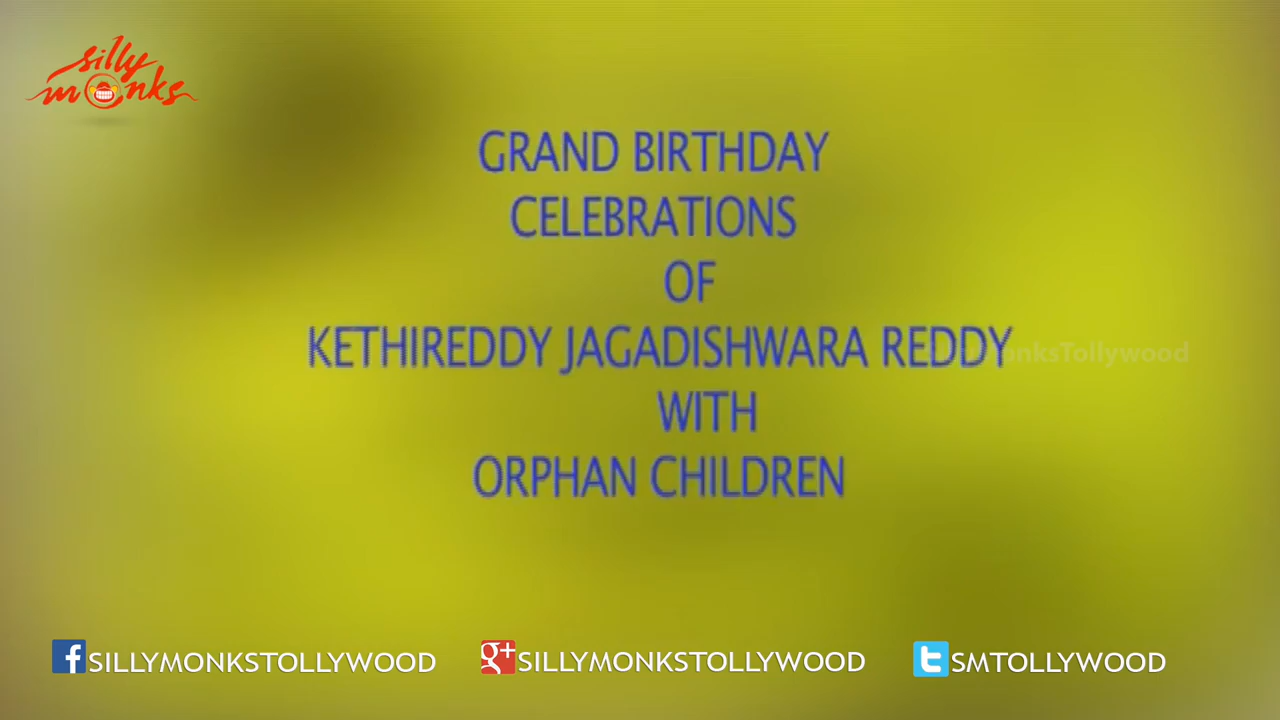 silly
monks
GRAND BIRTHDAY
CELEBRATIONS
OF
KETHIREDDY JAGADISHWARA REDDY
WITH
ORPHAN CHILDREN
f SILLYMONKSTOLLYWOOD
g+ SILLYMONKSTOLLYWOOD
t SMTOLLYWOOD